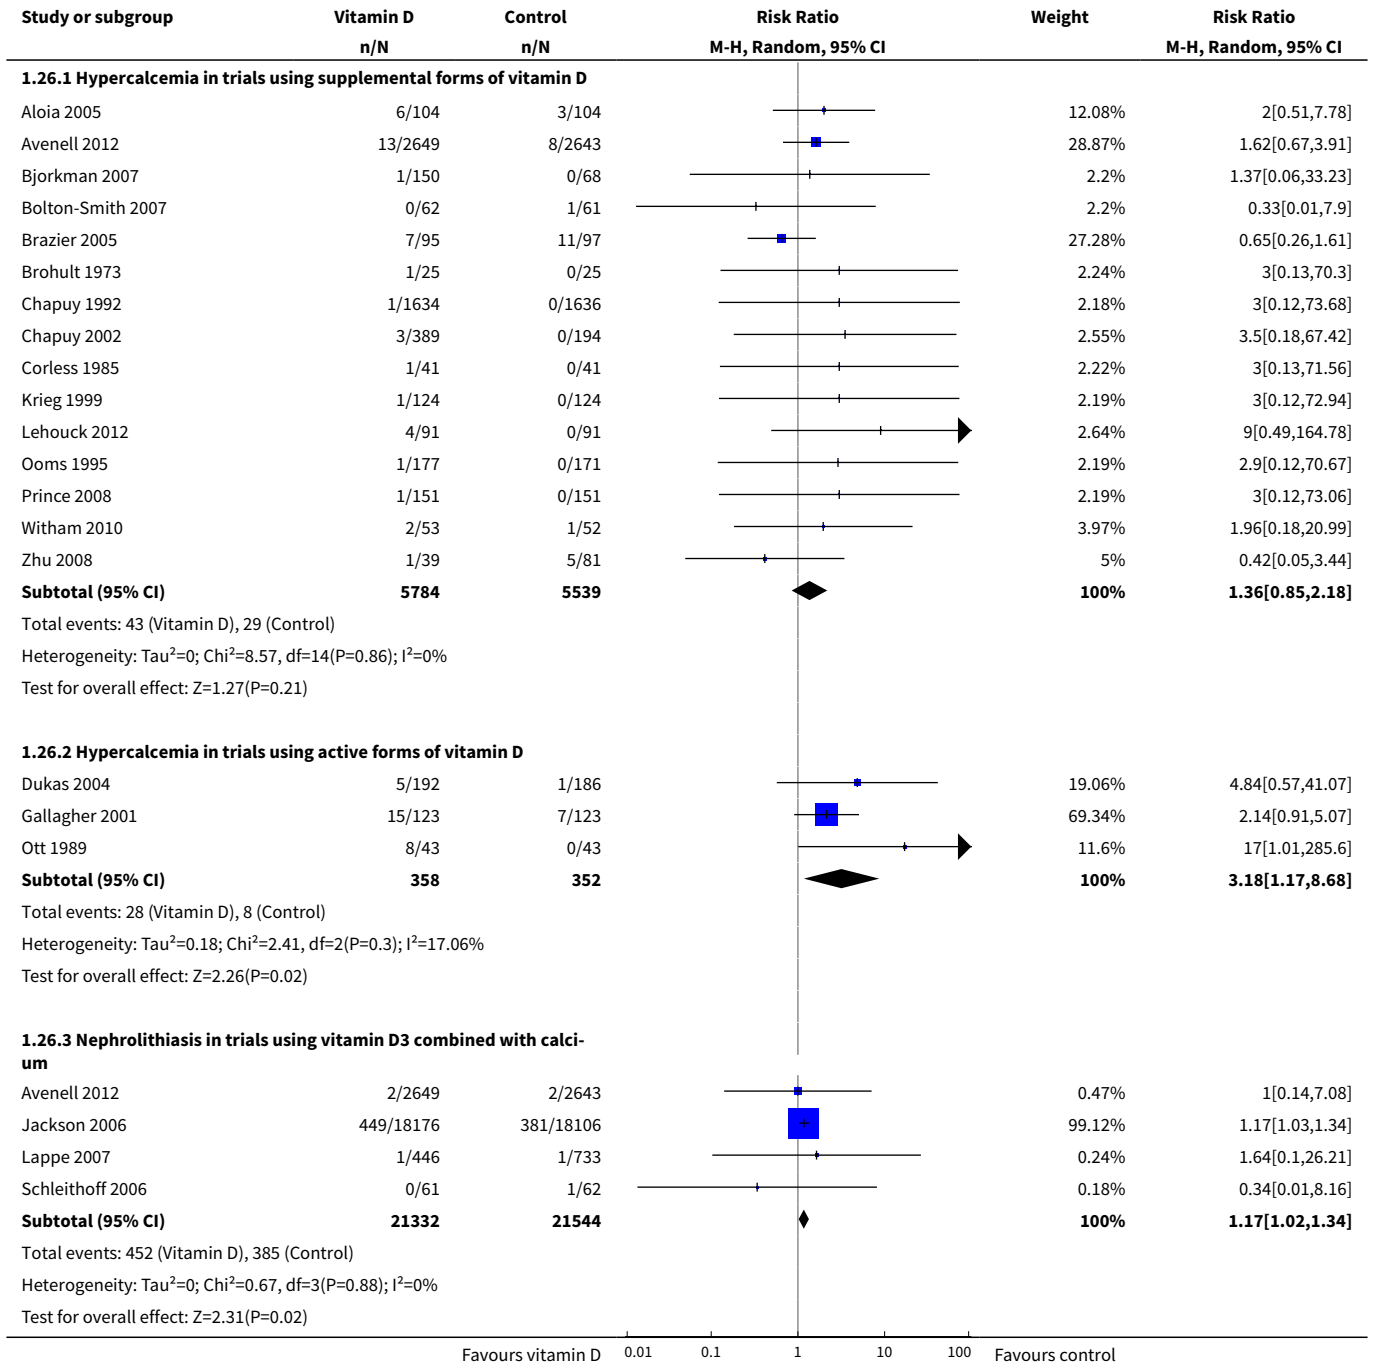 Study or subgroup Vitamin D Control Risk Ratio Weight Risk Ratio
n/N n/N M-H, Random, 95% CI M-H, Random, 95% CI
1.26.1 Hypercalcemia in trials using supplemental forms of vitamin D
Aloia 2005 6/104 3/104 12.08% 2[0.51,7.78]
Avenell 2012 13/2649 8/2643 28.87% 1.62[0.67,3.91]
Bjorkman 2007 1/150 0/68 2.2% 1.37[0.06,33.23]
Bolton-Smith 2007 0/62 1/61 2.2% 0.33[0.01,7.9]
Brazier 2005 7/95 11/97 27.28% 0.65[0.26,1.61]
Brohult 1973 1/25 0/25 2.24% 3[0.13,70.3]
Chapuy 1992 1/1634 0/1636 2.18% 3[0.12,73.68]
Chapuy 2002 3/389 0/194 2.55% 3.5[0.18,67.42]
Corless 1985 1/41 0/41 2.22% 3[0.13,71.56]
Krieg 1999 1/124 0/124 2.19% 3[0.12,72.94]
Lehouck 2012 4/91 0/91 2.64% 9[0.49,164.78]
Ooms 1995 1/177 0/171 2.19% 2.9[0.12,70.67]
Prince 2008 1/151 0/151 2.19% 3[0.12,73.06]
Witham 2010 2/53 1/52 3.97% 1.96[0.18,20.99]
Zhu 2008 1/39 5/81 5% 0.42[0.05,3.44]
Subtotal (95% CI) 5784 5539 100% 1.36[0.85,2.18]
Total events: 43 (Vitamin D), 29 (Control)
Heterogeneity: Tau²=0; Chi²=8.57, df=14(P=0.86); I²=0%
Test for overall effect: Z=1.27(P=0.21)
1.26.2 Hypercalcemia in trials using active forms of vitamin D
Dukas 2004 5/192 1/186 19.06% 4.84[0.57,41.07]
Gallagher 2001 15/123 7/123 69.34% 2.14[0.91,5.07]
Ott 1989 8/43 0/43 11.6% 17[1.01,285.6]
Subtotal (95% CI) 358 352 100% 3.18[1.17,8.68]
Total events: 28 (Vitamin D), 8 (Control)
Heterogeneity: Tau²=0.18; Chi²=2.41, df=2(P=0.3); I²=17.06%
Test for overall effect: Z=2.26(P=0.02)
1.26.3 Nephrolithiasis in trials using vitamin D3 combined with calci-
um
Avenell 2012 2/2649 2/2643 0.47% 1[0.14,7.08]
Jackson 2006 449/18176 381/18106 99.12% 1.17[1.03,1.34]
Lappe 2007 1/446 1/733 0.24% 1.64[0.1,26.21]
Schleithoff 2006 0/61 1/62 0.18% 0.34[0.01,8.16]
Subtotal (95% CI) 21332 21544 100% 1.17[1.02,1.34]
Total events: 452 (Vitamin D), 385 (Control)
Heterogeneity: Tau²=0; Chi²=0.67, df=3(P=0.88); I²=0%
Test for overall effect: Z=2.31(P=0.02)
Favours vitamin D 0.01 0.1 1 10 100 Favours control